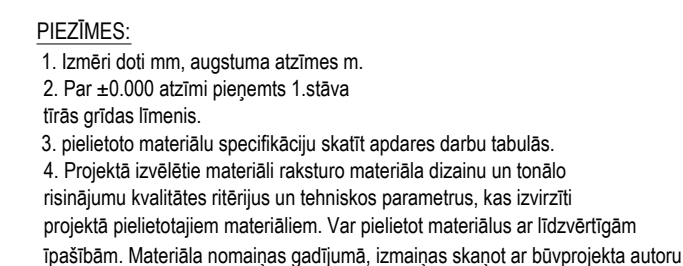 PIEZĪMES:
1. Izmēri doti mm, augstuma atzīmes m.
2. Par ±0.000 atzīmi pieņemts 1.stāva
tīrās grīdas līmenis.
3. pielietoto materiālu specifikāciju skatīt apdares darbu tabulās.
4. Projektā izvēlētie materiāli raksturo materiāla dizainu un tonālo
risinājumu kvalitātes ritērijus un tehniskos parametrus, kas izvirzīti
projektā pielietotajiem materiāliem. Var pielietot materiālus ar līdzvērtīgām
īpašībām. Materiāla nomaiņas gadījumā, izmaiņas skaņot ar būvprojekta autoru